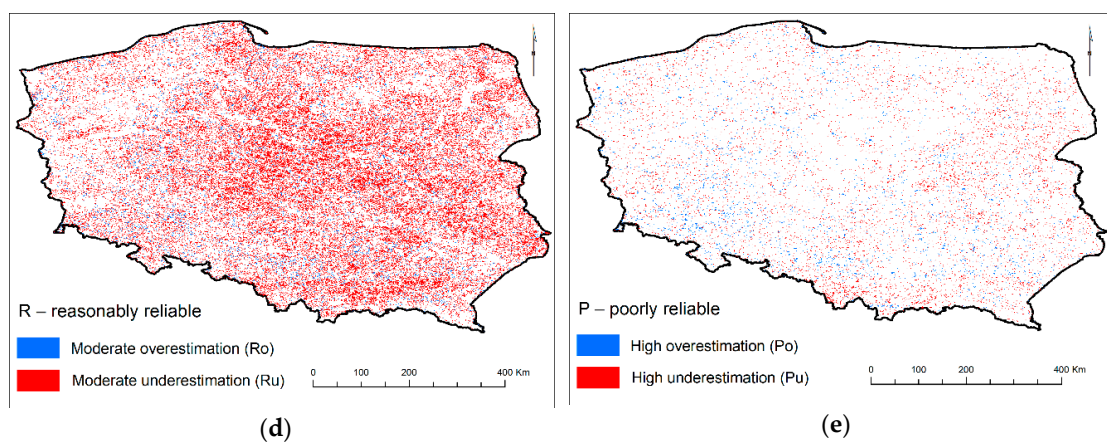 R – reasonably reliable
Moderate overestimation (Ro)
Moderate underestimation (Ru)
0 100 200 400 Km
(d)
P – poorly reliable
High overestimation (Po)
High underestimation (Pu)
0 100 200 400 Km
(e)